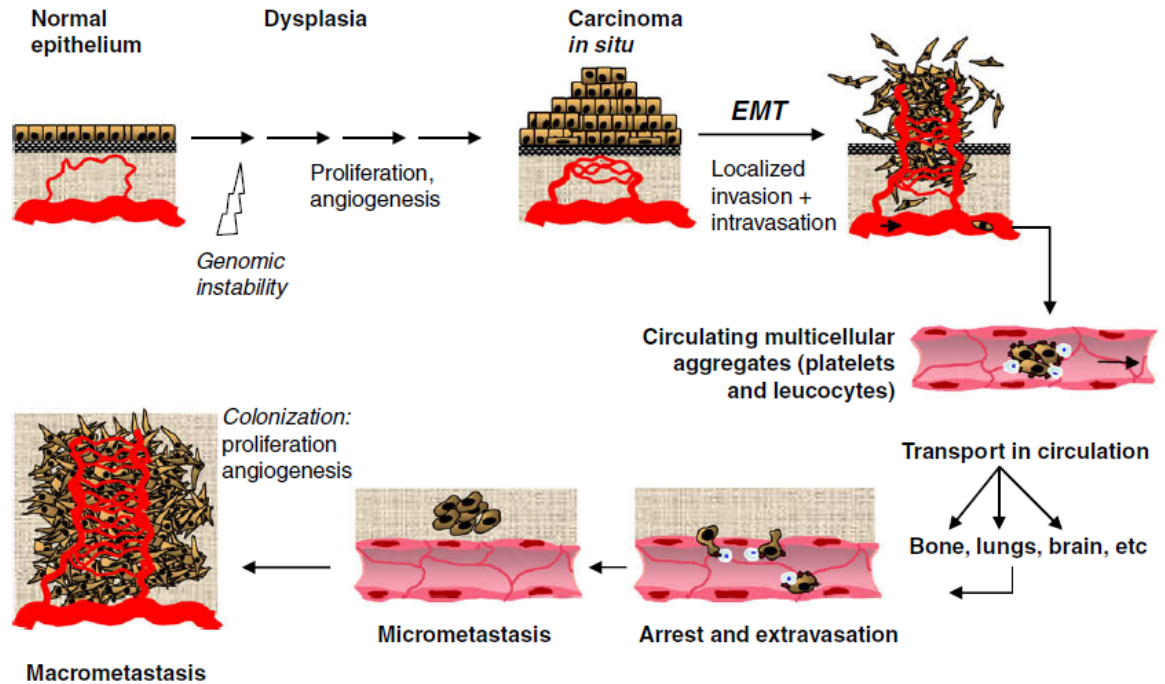 Normal
epithelium
Dysplasia
Carcinoma
in situ
EMT
Proliferation,
angiogenesis
Localized
invasion +
intravasation
Genomic
instability
Circulating multicellular
aggregates (platelets
and leucocytes)
Transport in circulation
Bone, lungs, brain, etc
Arrest and extravasation
Micrometastasis
Colonization:
proliferation
angiogenesis
Macrometastasis